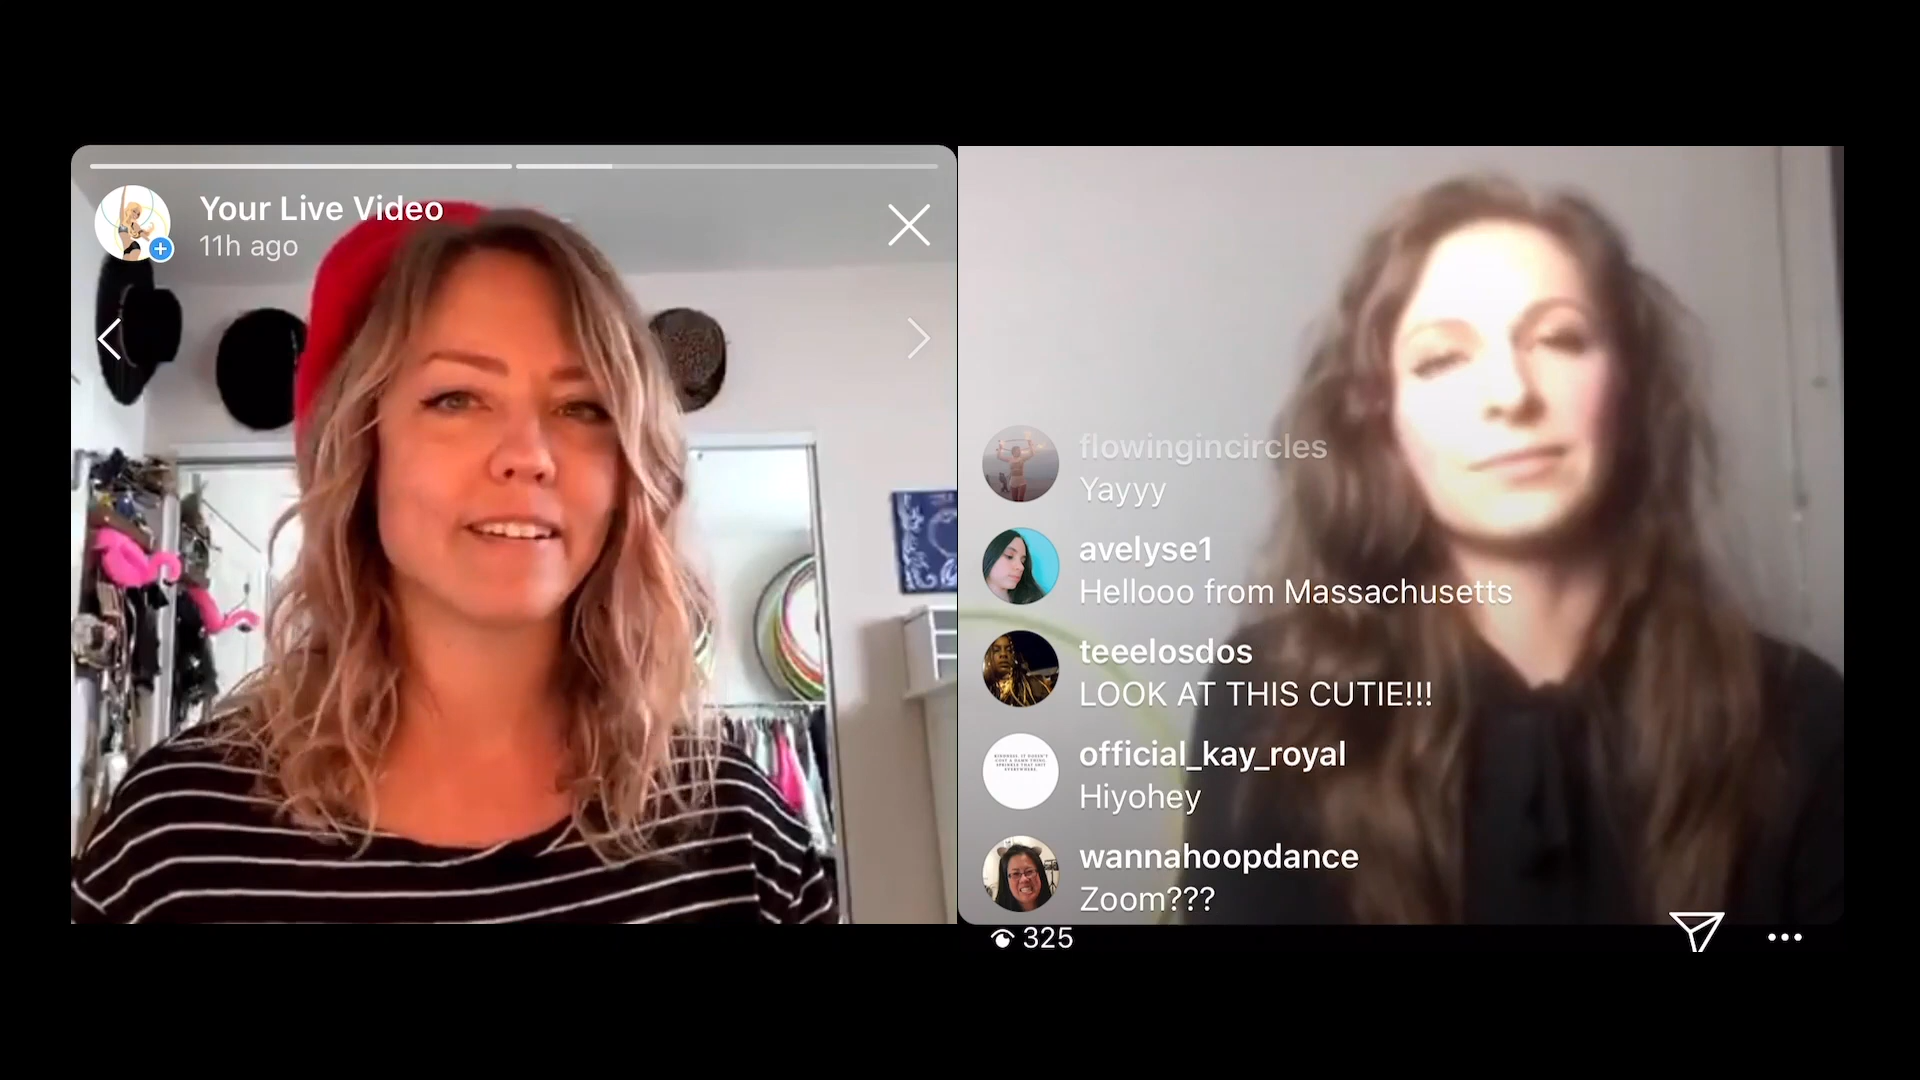 Your Live Video
11h ago
flowingincircles
Yayyy
avelyse1
Hellooo from Massachusetts
teeelosdos
LOOK AT THIS CUTIE!!!
official_kay_royal
Hiyohey
wannahoopdance
Zoom???
325